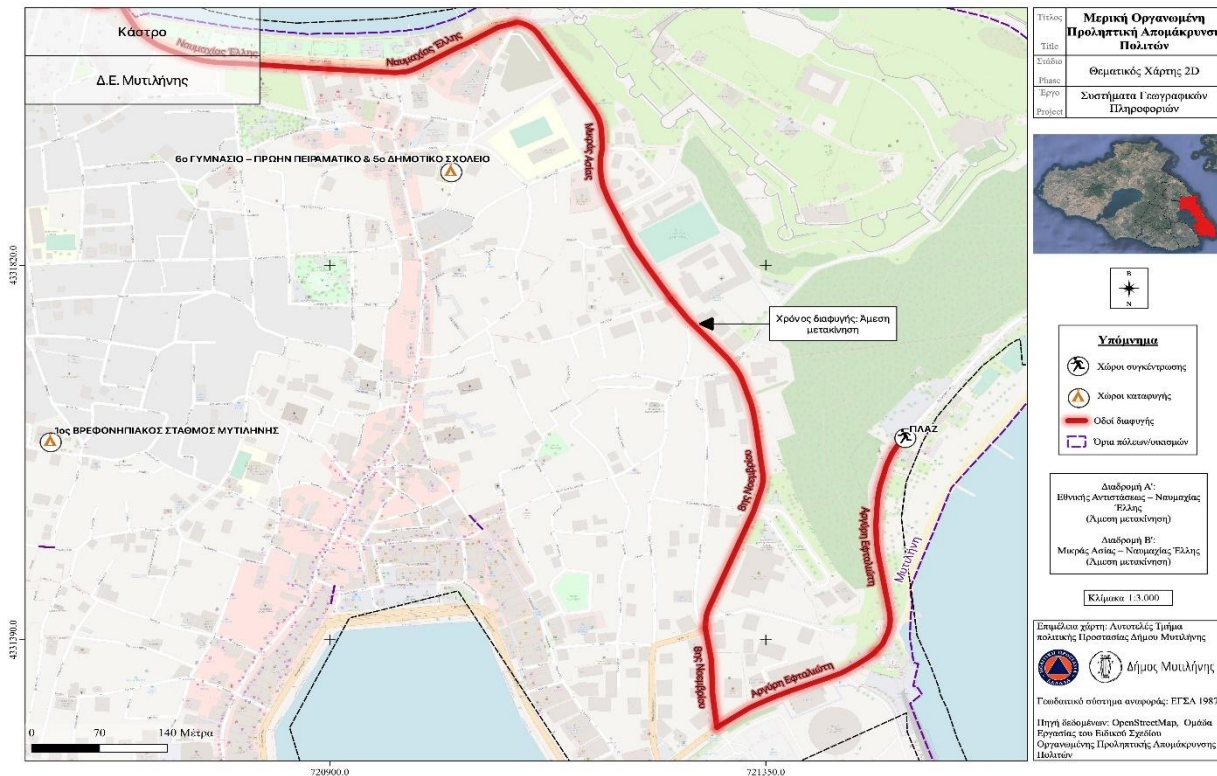 Κάστρο
Δ.Ε. Μυτιλήνης
Ναυμαχίας Έλλης
Ναυμαχίας Έλλης
Μικράς Ασίας
6ο ΓΥΜΝΑΣΙΟ – ΠΡΩΗΝ ΠΕΙΡΑΜΑΤΙΚΟ & 5ο ΔΗΜΟΤΙΚΟ ΣΧΟΛΕΙΟ
Χρόνος διαφυγής: Άμεση
μετακίνηση
1ος ΒΡΕΦΟΝΗΠΙΑΚΟΣ ΣΤΑΘΜΟΣ ΜΥΤΙΛΗΝΗΣ
ΠΛΑΖ
8ης Νοεμβρίου
Αργύρη Εφταλιώτη
Μυτιλήνη
8ης Νοεμβρίου
Αργύρη Εφταλιώτη
0 70 140 Μέτρα
4331820.0
4331390.0
720900.0
721350.0
Τίτλος
Title
Μερική Οργανωμένη
Προληπτική Απομάκρυνση
Πολιτών
Στάδιο
Phase
Θεματικός Χάρτης 2D
Έργο
Project
Συστήματα Γεωγραφικών
Πληροφοριών
Β
Ν
Υπόμνημα
Χώροι συγκέντρωσης
Χώροι καταφυγής
Οδοί διαφυγής
Όρια πόλεων/οικισμών
Διαδρομή Α':
Εθνικής Αντιστάσεως – Ναυμαχίας
Έλλης
(Άμεση μετακίνηση)
Διαδρομή Β':
Μικράς Ασίας – Ναυμαχίας Έλλης
(Άμεση μετακίνηση)
Κλίμακα 1:3.000
Επιμέλεια χάρτη: Αυτοτελές Τμήμα
πολιτικής Προστασίας Δήμου Μυτιλήνης
Δήμος Μυτιλήνης
Γεωδαιτικό σύστημα αναφοράς: ΕΓΣΑ 1987
Πηγή δεδομένων: OpenStreetMap, Ομάδα
Εργασίας του Ειδικού Σχεδίου
Οργανωμένης Προληπτικής Απομάκρυνσης
Πολιτών